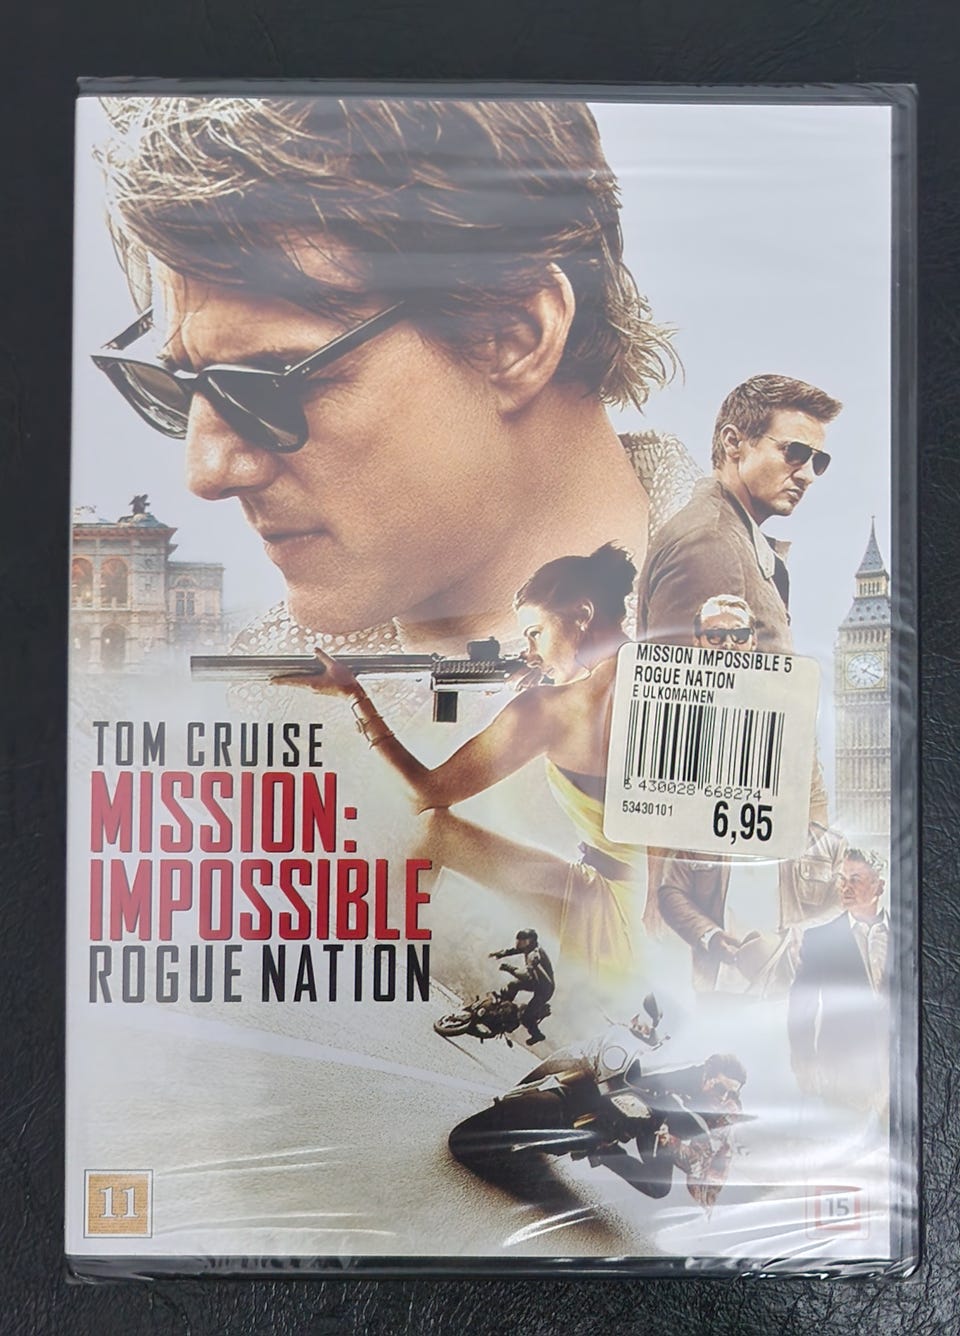 MISSION IMPOSSIBLE 5
ROGUE NATION
E ULKOMAINEN
6 430028 668274
53430101
6,95
TOM CRUISE
MISSION:
IMPOSSIBLE
ROGUE NATION
11
15